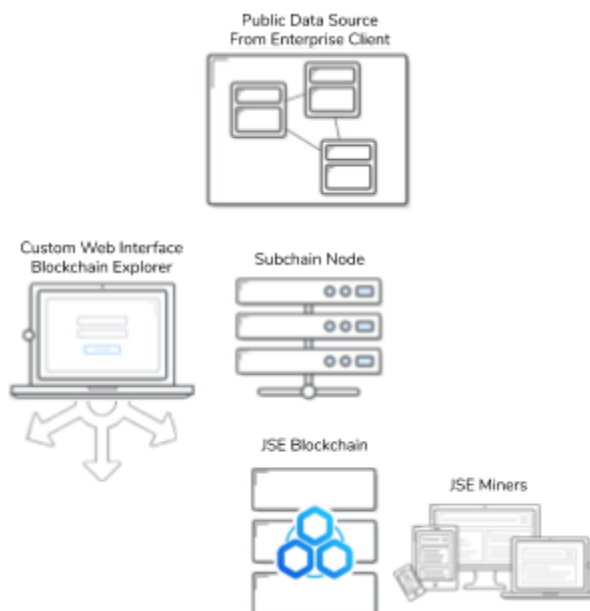 Public Data Source
From Enterprise Client
Custom Web Interface
Blockchain Explorer
Subchain Node
JSE Blockchain
JSE Miners